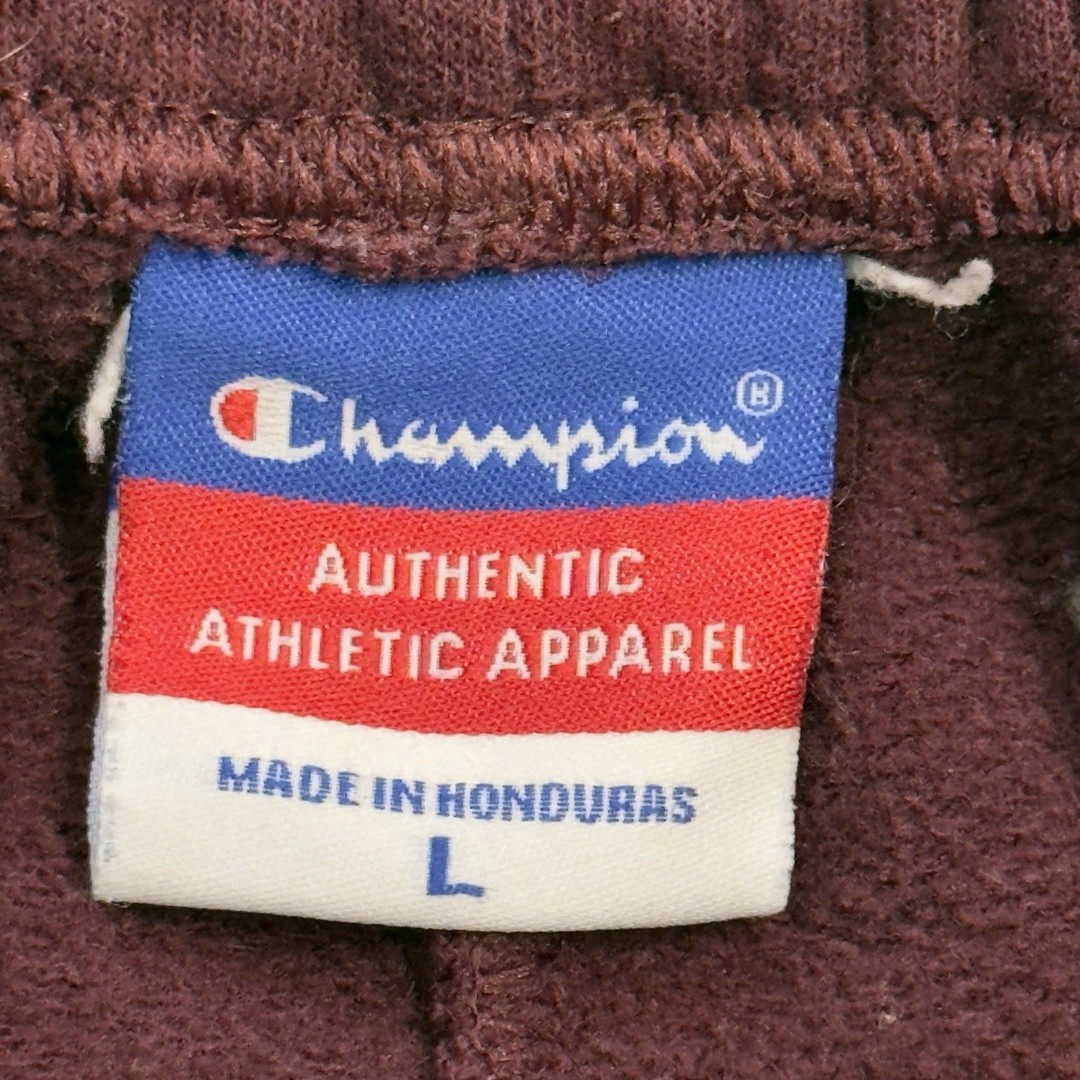 Champion®
AUTHENTIC
ATHLETIC APPAREL
MADE IN HONDURAS
L